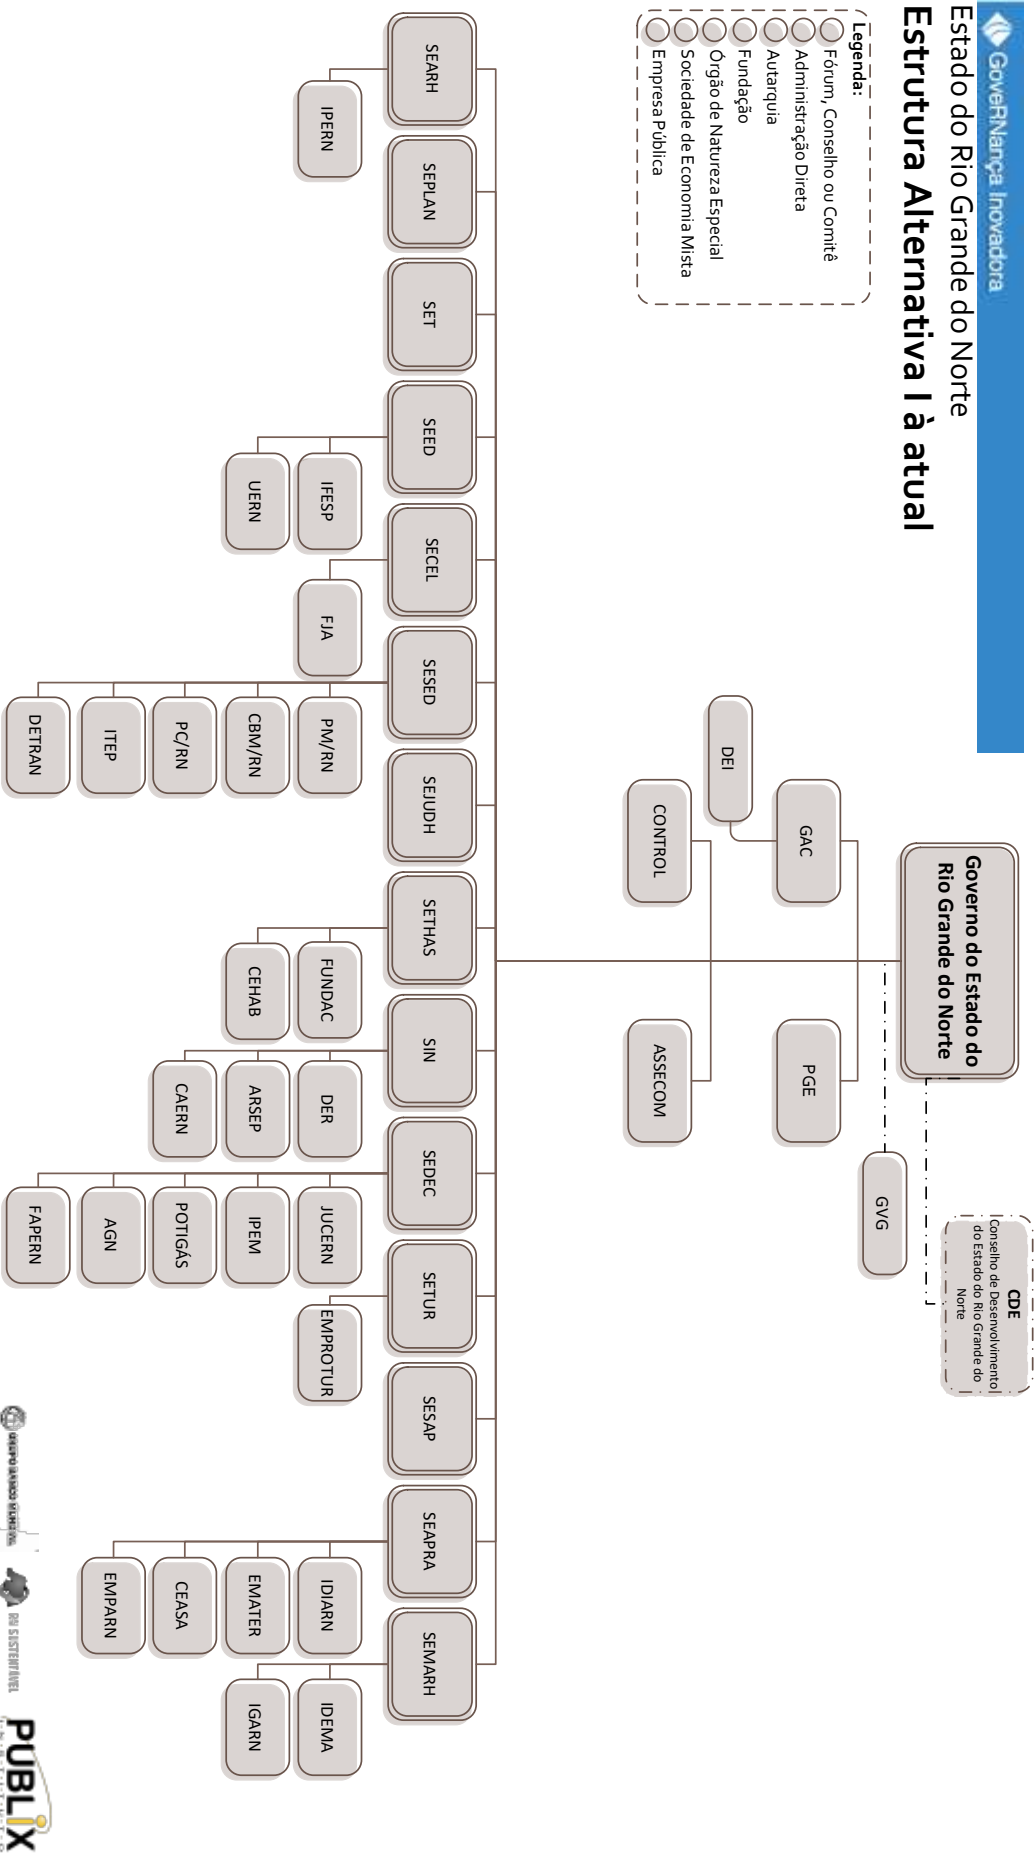 GoveRNança Inovadora
Estado do Rio Grande do Norte
Estrutura Alternativa I à atual
Legenda:
Fórum, Conselho ou Comitê
Administração Direta
Autarquia
Fundação
Órgão de Natureza Especial
Sociedade de Economia Mista
Empresa Pública
Governo do Estado do
Rio Grande do Norte
CDE
Conselho de Desenvolvimento
do Estado do Rio Grande do
Norte
GVG
GAC
PGE
DEI
CONTROL
ASSECOM
SEARH
SEPLAN
SET
SEED
SECEL
SESED
SEJUDH
SETHAS
SIN
SEDEC
SETUR
SESAP
SEAPRA
SEMARH
IPERN
IFESP
UERN
FJA
PM/RN
CBM/RN
PC/RN
ITEP
DETRAN
FUNDAC
CEHAB
DER
ARSEP
CAERN
JUCERN
IPEM
POTIGÁS
AGN
FAPERN
EMPROTUR
IDIARN
EMATER
CEASA
EMPARN
IDEMA
IGARN
GRUPO BANCO MUNDIAL
RN SUSTENTÁVEL
PUBLIX